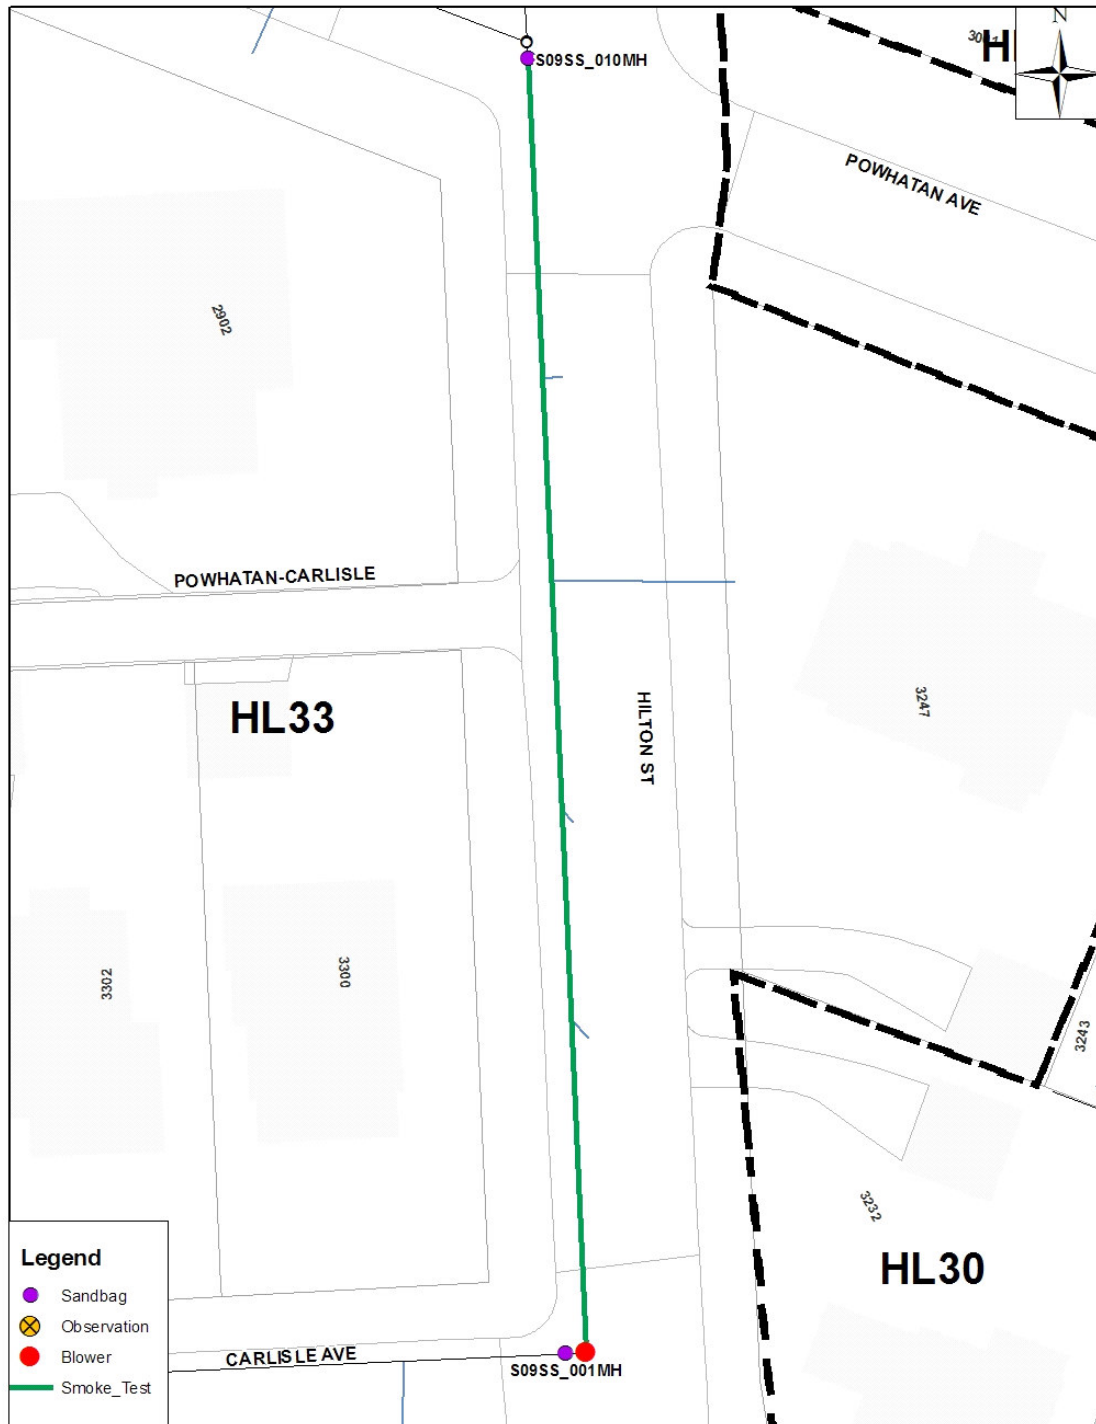 N
S09SS_010MH
POWHATAN AVE
2902
POWHATAN-CARLISLE
HL33
HILTON ST
3247
3302
3300
3243
3232
HL30
CARLISLE AVE
S09SS_001MH
Legend
Sandbag
Observation
Blower
Smoke_Test